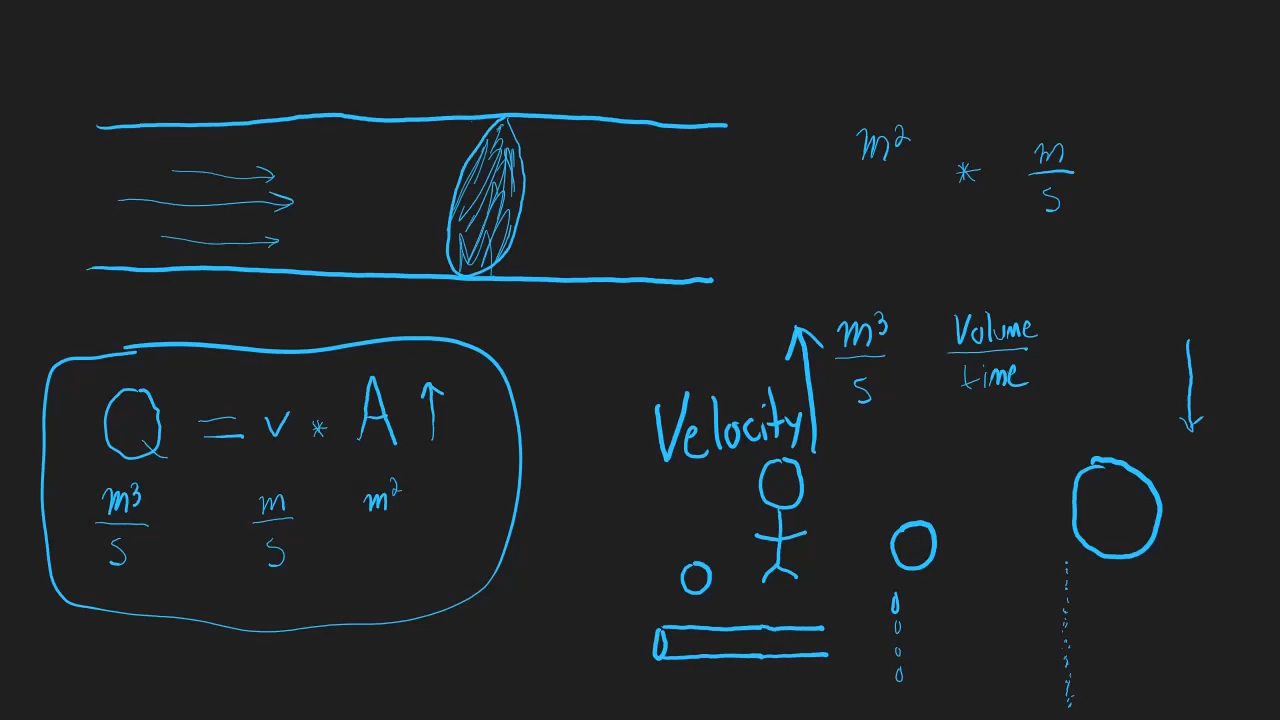 m² * m/s
m³/s Volume/time
Q = v * A ↑
m³/s m/s m²
Velocity